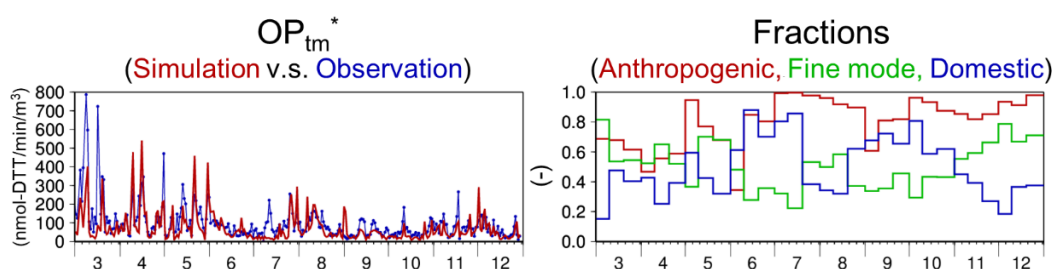 OPtm*
(Simulation v.s. Observation)
(nmol-DTT/min/m³)
800
700
600
500
400
300
200
100
0
3 4 5 6 7 8 9 10 11 12
Fractions
(Anthropogenic, Fine mode, Domestic)
(-)
1.0
0.8
0.6
0.4
0.2
0.0
3 4 5 6 7 8 9 10 11 12